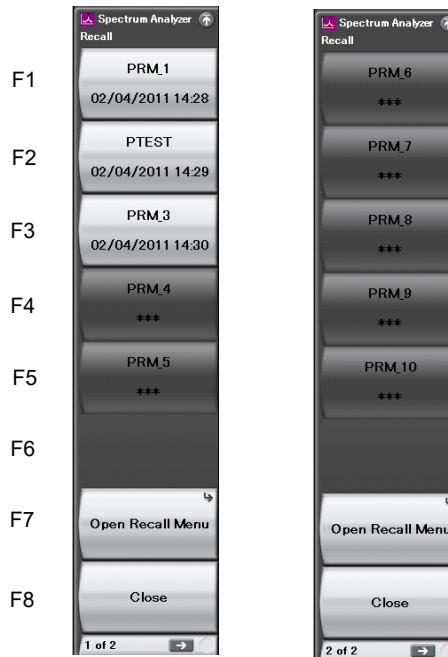 Spectrum Analyzer
Recall
F1
PRM_1
02/04/2011 14:28
F2
PTEST
02/04/2011 14:29
F3
PRM_3
02/04/2011 14:30
F4
PRM_4
***
F5
PRM_5
***
F6
F7
Open Recall Menu
F8
Close
1 of 2
Spectrum Analyzer
Recall
PRM_6
***
PRM_7
***
PRM_8
***
PRM_9
***
PRM_10
***
Open Recall Menu
Close
2 of 2